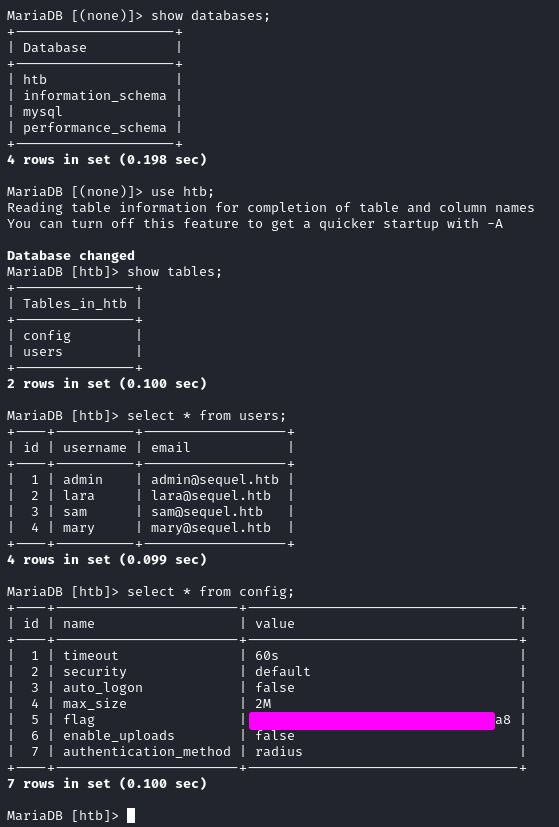 MariaDB [(none)]> show databases;
+--------------------+
| Database           |
+--------------------+
| htb                |
| information_schema |
| mysql              |
| performance_schema |
+--------------------+
4 rows in set (0.198 sec)
MariaDB [(none)]> use htb;
Reading table information for completion of table and column names
You can turn off this feature to get a quicker startup with -A
Database changed
MariaDB [htb]> show tables;
+---------------+
| Tables_in_htb |
+---------------+
| config        |
| users         |
+---------------+
2 rows in set (0.100 sec)
MariaDB [htb]> select * from users;
+----+----------+------------------+
| id | username | email            |
+----+----------+------------------+
|  1 | admin    | admin@sequel.htb |
|  2 | lara     | lara@sequel.htb  |
|  3 | sam      | sam@sequel.htb   |
|  4 | mary     | mary@sequel.htb  |
+----+----------+------------------+
4 rows in set (0.099 sec)
MariaDB [htb]> select * from config;
+----+-----------------------+----------------------------------+
| id | name                  | value                            |
+----+-----------------------+----------------------------------+
|  1 | timeout               | 60s                              |
|  2 | security              | default                          |
|  3 | auto_logon            | false                            |
|  4 | max_size              | 2M                               |
|  5 | flag                  |                               a8 |
|  6 | enable_uploads        | false                            |
|  7 | authentication_method | radius                           |
+----+-----------------------+----------------------------------+
7 rows in set (0.100 sec)
MariaDB [htb]>